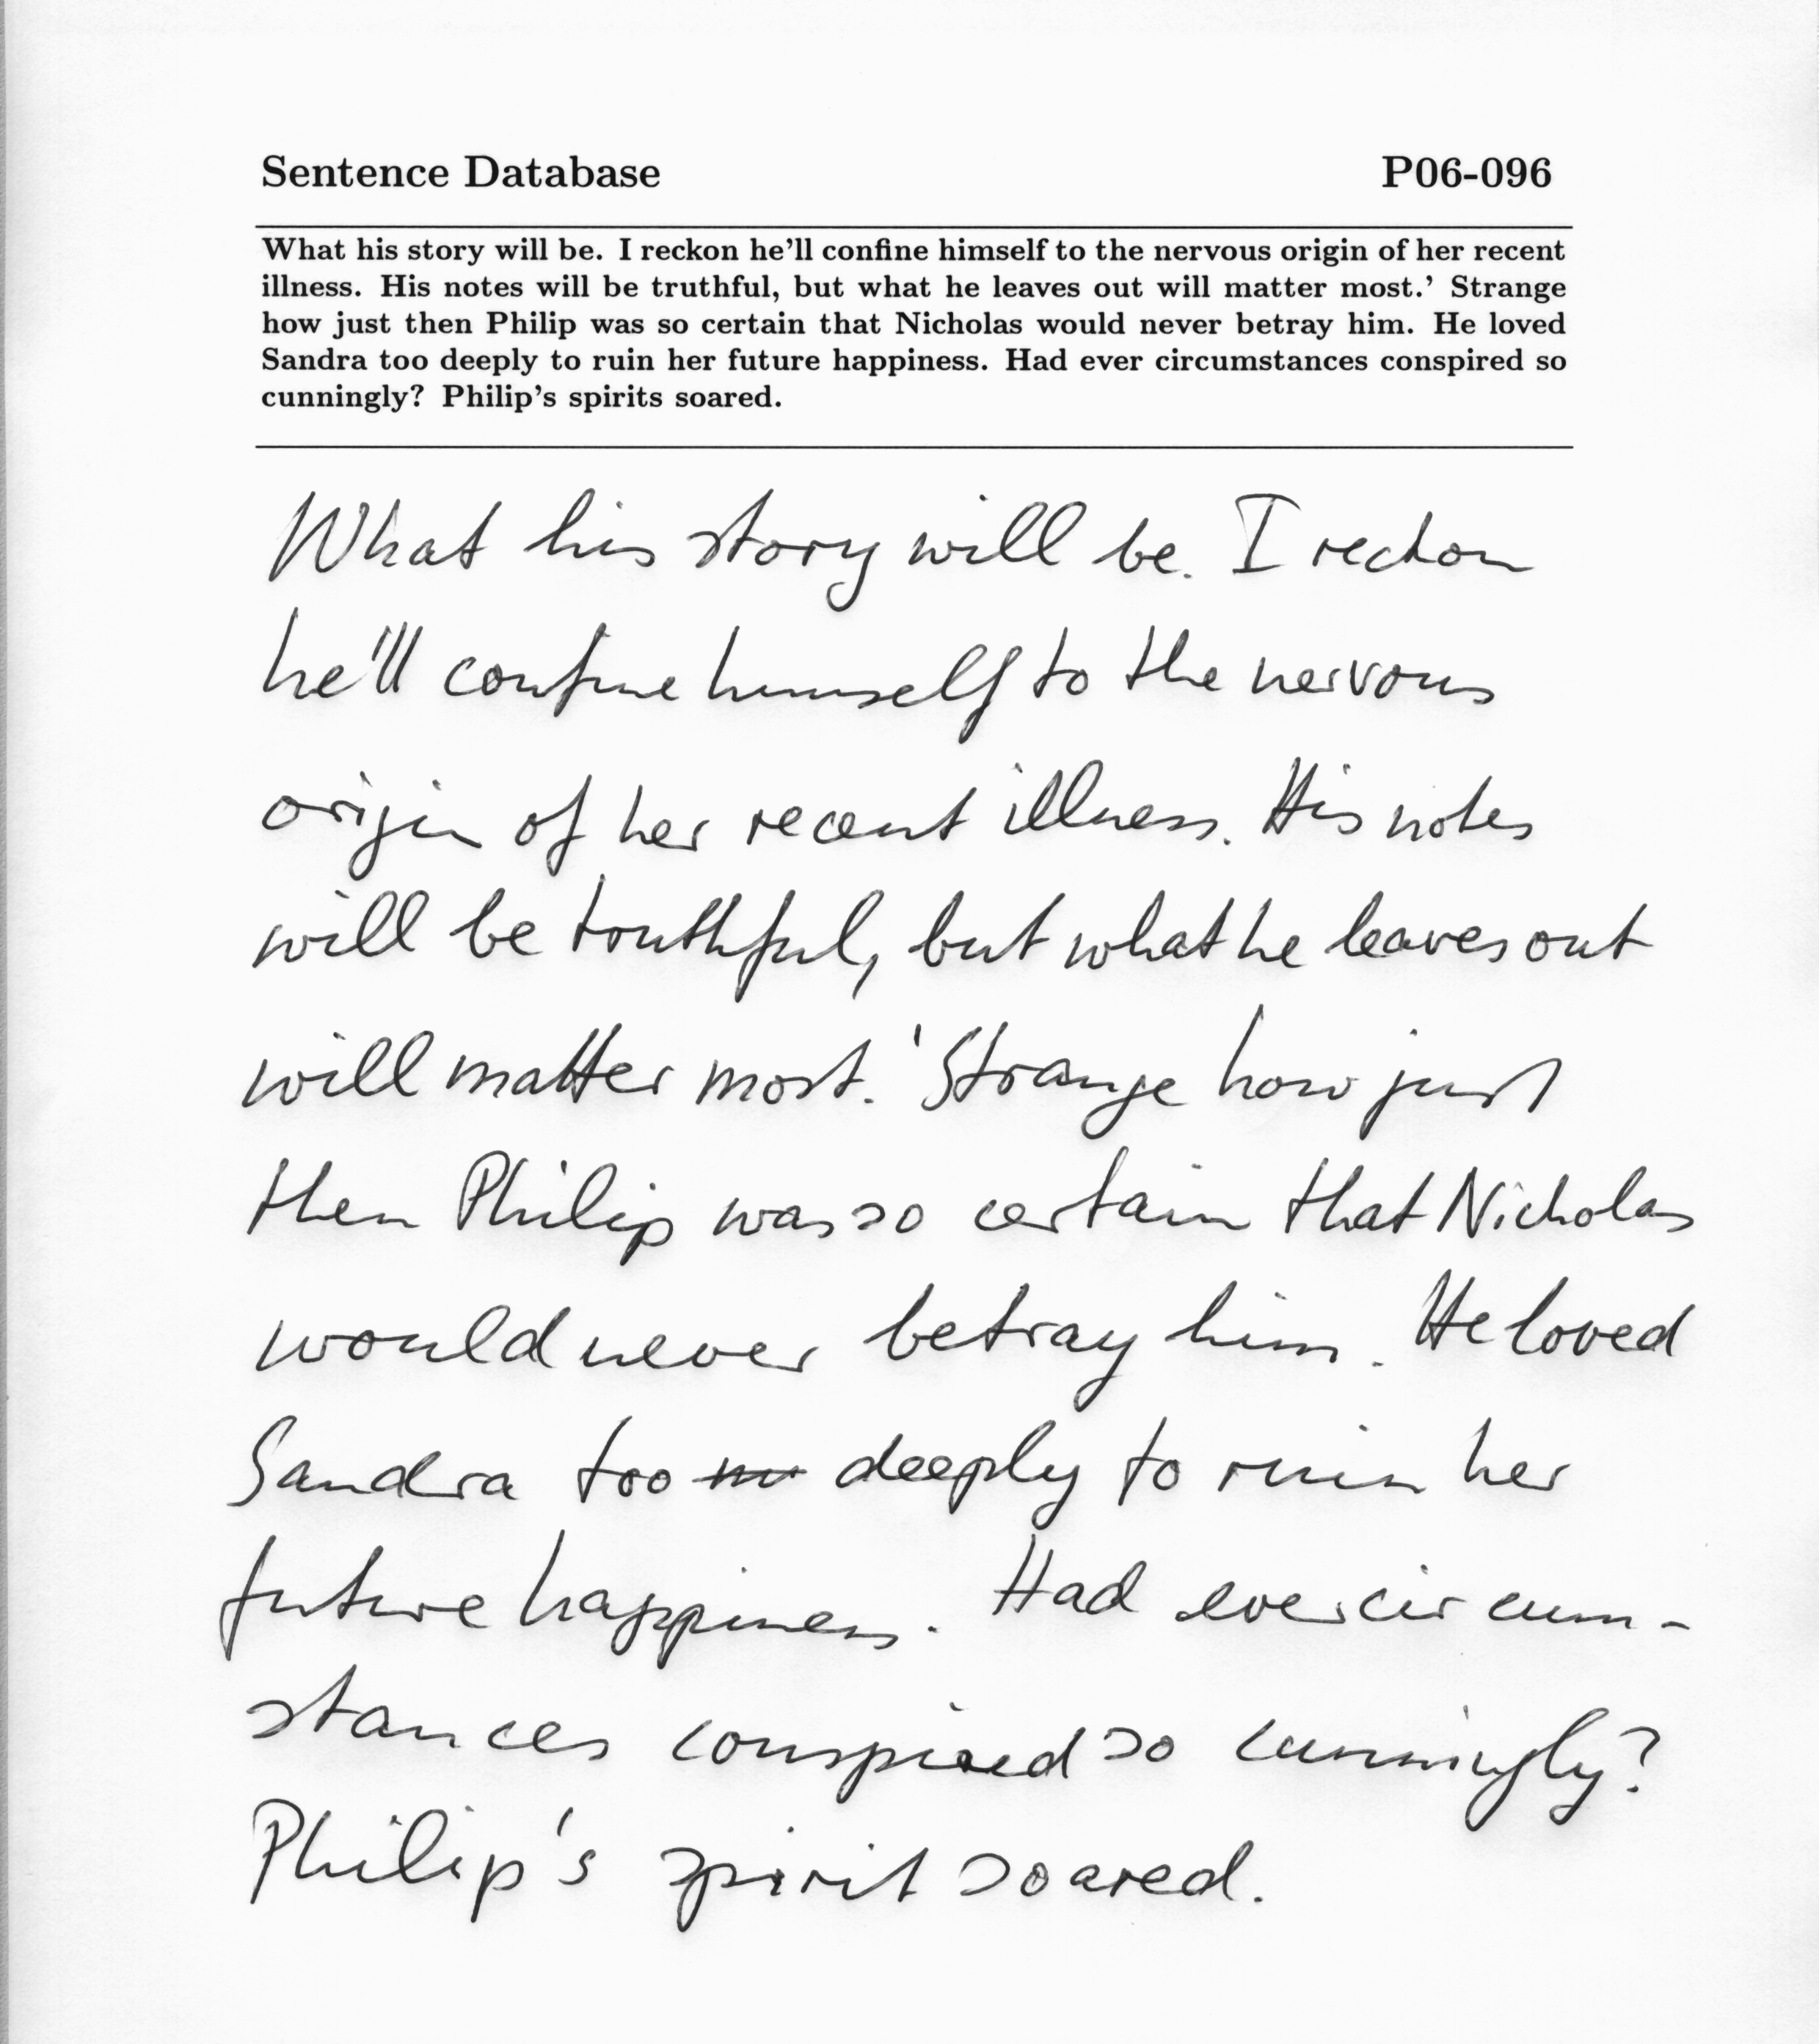 Sentence Database P06-096
What his story will be. I reckon he'll confine himself to the nervous origin of her recent
illness. His notes will be truthful, but what he leaves out will matter most.' Strange
how just then Philip was so certain that Nicholas would never betray him. He loved
Sandra too deeply to ruin her future happiness. Had ever circumstances conspired so
cunningly? Philip's spirits soared.
What his story will be. I reckon
he'll confine himself to the nervous
origin of her recent illness. His notes
will be truthful, but what he leaves out
will matter most.' Strange how just
then Philip was so certain that Nicholas
would never betray him. He loved
Sandra too deeply to ruin her
future happiness. Had ever circum-
stances conspired so cunningly?
Philip's spirit soared.